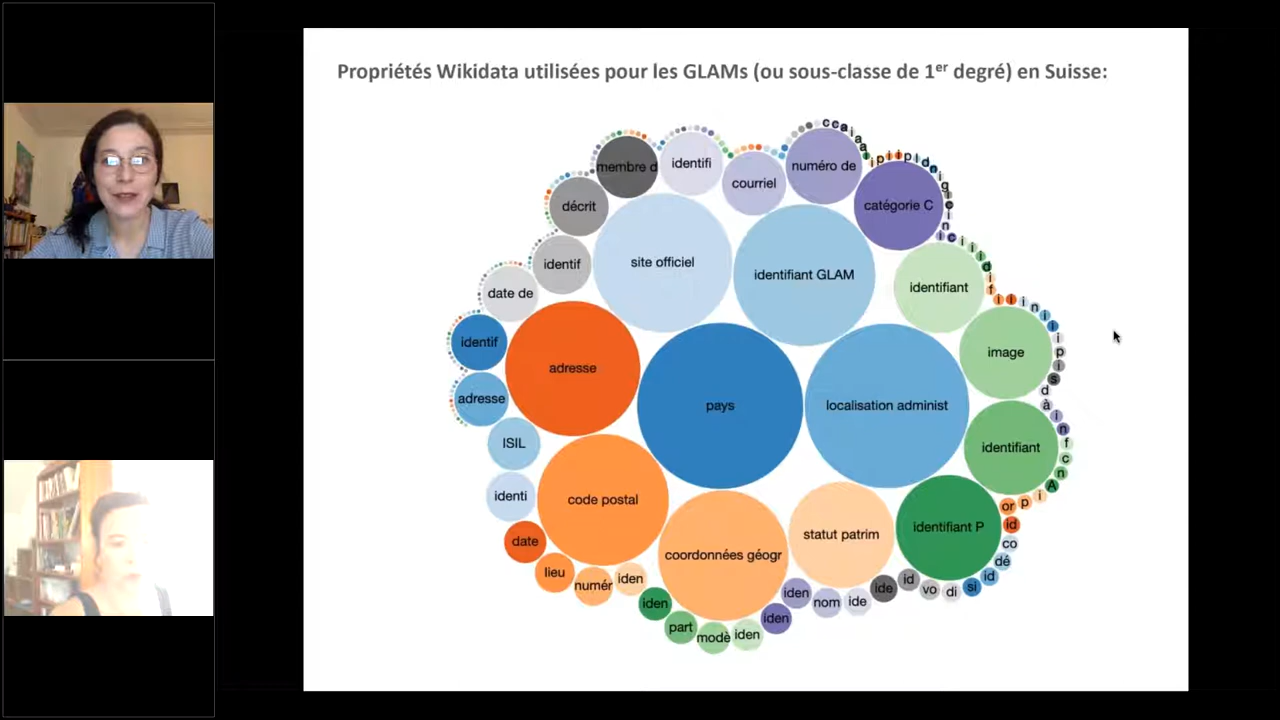 Propriétés Wikidata utilisées pour les GLAMs (ou sous-classe de 1er degré) en Suisse:
membre d
identifi
courriel
numéro de
catégorie C
décrit
identif
date de
site officiel
identifiant GLAM
identifiant
identif
adresse
image
adresse
pays
localisation administ
ISIL
identifiant
identi
code postal
coordonnées géogr
statut patrim
identifiant P
date
lieu
numér
iden
iden
part
modè
iden
iden
iden
nom
ide
ide
id
vo
di
si
id
dé
co
id
or